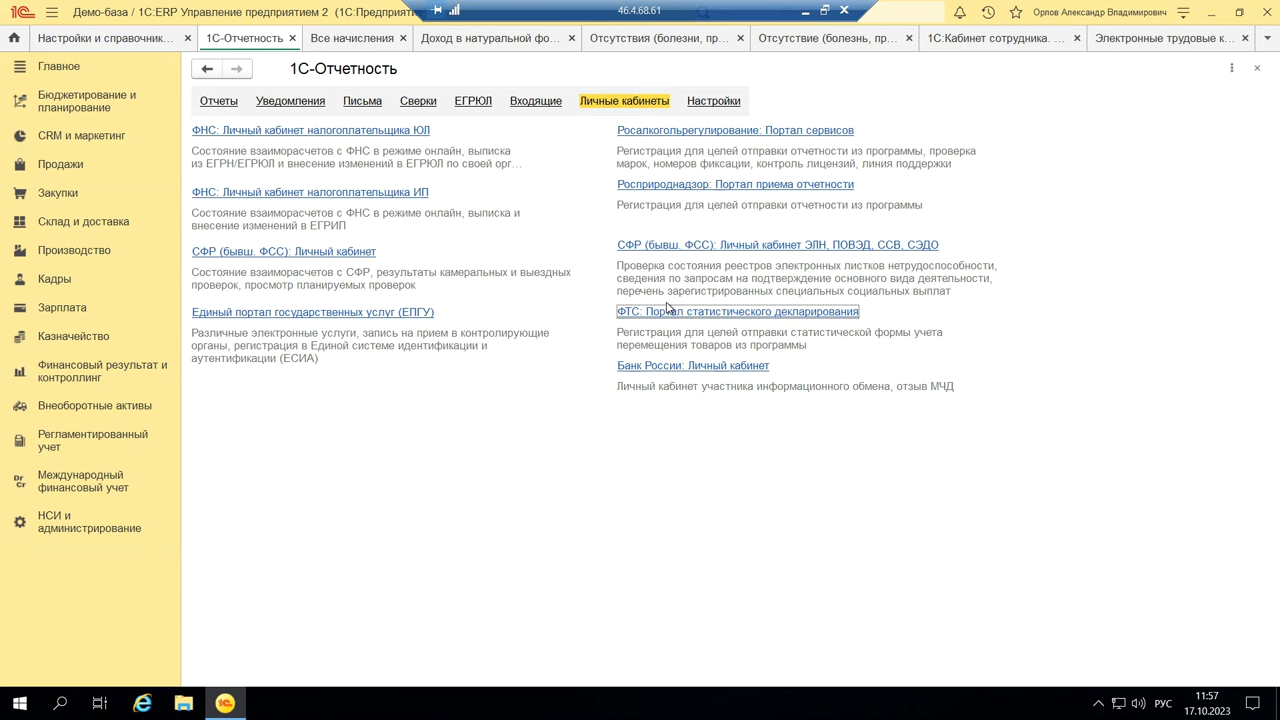 Демо-база / 1С:ERP Управление предприятием 2 (1С:Предприятие
46.4.68.61
Орлов Александр Владимирович
Настройки и справочник...
1С-Отчетность
Все начисления
Доход в натуральной фо...
Отсутствия (болезни, пр...
Отсутствие (болезнь, пр...
1С:Кабинет сотрудника. ...
Электронные трудовые к...
Главное
Бюджетирование и
планирование
CRM и маркетинг
Продажи
Закупки
Склад и доставка
Производство
Кадры
Зарплата
Казначейство
Финансовый результат и
контроллинг
Внеоборотные активы
Регламентированный
учет
Международный
финансовый учет
НСИ и
администрирование
1С-Отчетность
Отчеты
Уведомления
Письма
Сверки
ЕГРЮЛ
Входящие
Личные кабинеты
Настройки
ФНС: Личный кабинет налогоплательщика ЮЛ
Состояние взаиморасчетов с ФНС в режиме онлайн, выписка
из ЕГРН/ЕГРЮЛ и внесение изменений в ЕГРЮЛ по своей орг...
ФНС: Личный кабинет налогоплательщика ИП
Состояние взаиморасчетов с ФНС в режиме онлайн, выписка и
внесение изменений в ЕГРИП
СФР (бывш. ФСС): Личный кабинет
Состояние взаиморасчетов с СФР, результаты камеральных и выездных
проверок, просмотр планируемых проверок
Единый портал государственных услуг (ЕПГУ)
Различные электронные услуги, запись на прием в контролирующие
органы, регистрация в Единой системе идентификации и
аутентификации (ЕСИА)
Росалкогольрегулирование: Портал сервисов
Регистрация для целей отправки отчетности из программы, проверка
марок, номеров фиксации, контроль лицензий, линия поддержки
Росприроднадзор: Портал приема отчетности
Регистрация для целей отправки отчетности из программы
СФР (бывш. ФСС): Личный кабинет ЭЛН, ПОВЭД, ССВ, СЭДО
Проверка состояния реестров электронных листков нетрудоспособности,
сведения по запросам на подтверждение основного вида деятельности,
перечень зарегистрированных специальных социальных выплат
ФТС: Портал статистического декларирования
Регистрация для целей отправки статистической формы учета
перемещения товаров из программы
Банк России: Личный кабинет
Личный кабинет участника информационного обмена, отзыв МЧД
РУС
11:57
17.10.2023